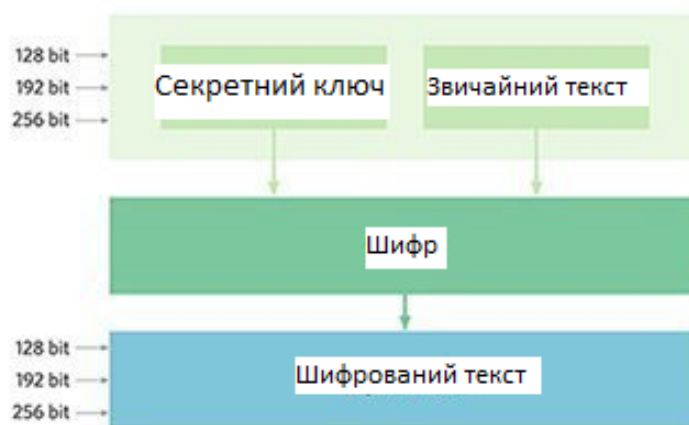 128 bit
192 bit
256 bit
Секретний ключ
Звичайний текст
Шифр
128 bit
192 bit
256 bit
Шифрований текст